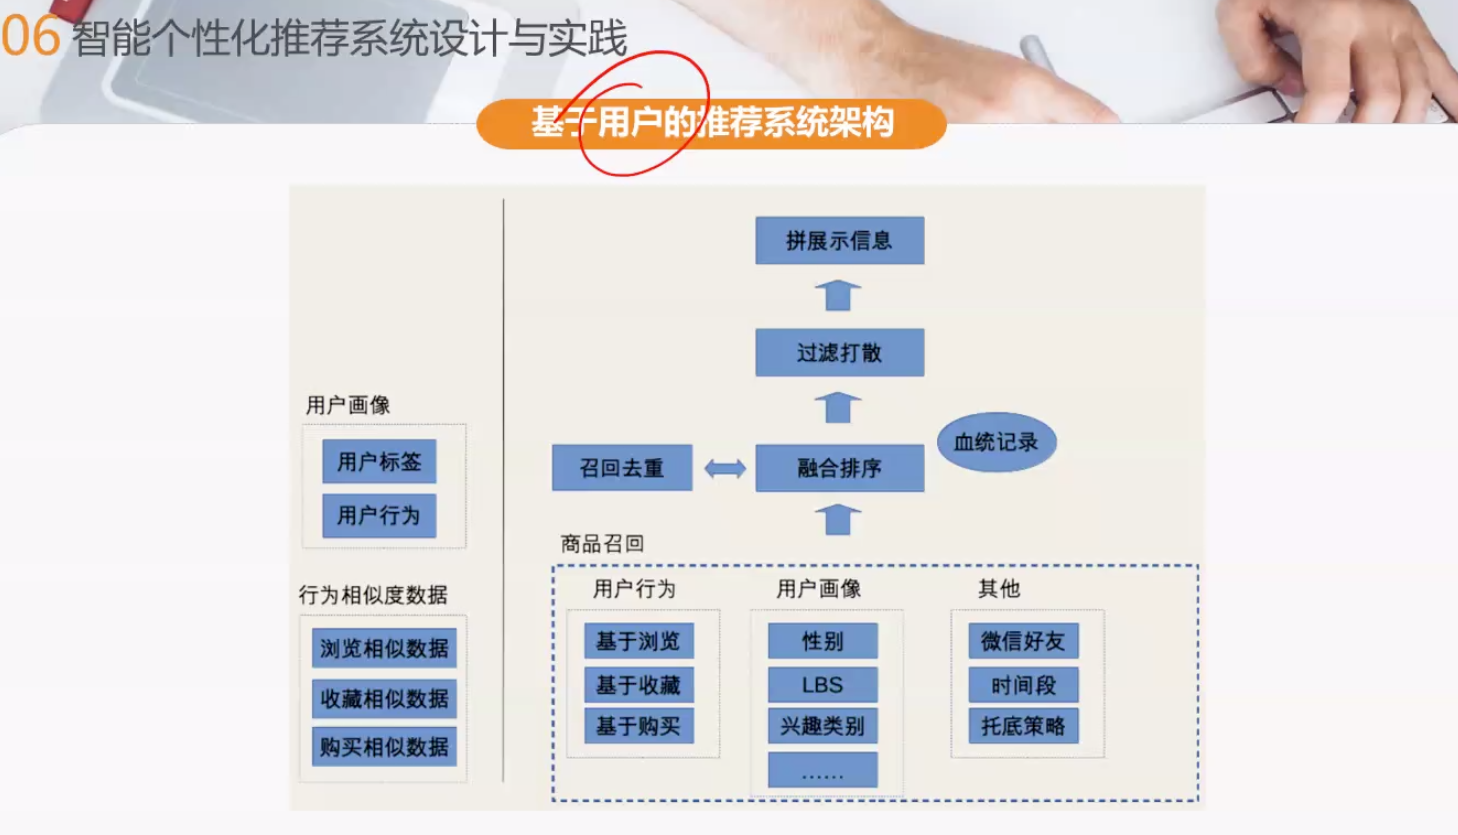 06 智能个性化推荐系统设计与实践
基于用户的推荐系统架构
拼展示信息
过滤打散
血统记录
召回去重
融合排序
用户画像
用户标签
用户行为
行为相似度数据
浏览相似数据
收藏相似数据
购买相似数据
商品召回
用户行为
基于浏览
基于收藏
基于购买
用户画像
性别
LBS
兴趣类别
......
其他
微信好友
时间段
托底策略